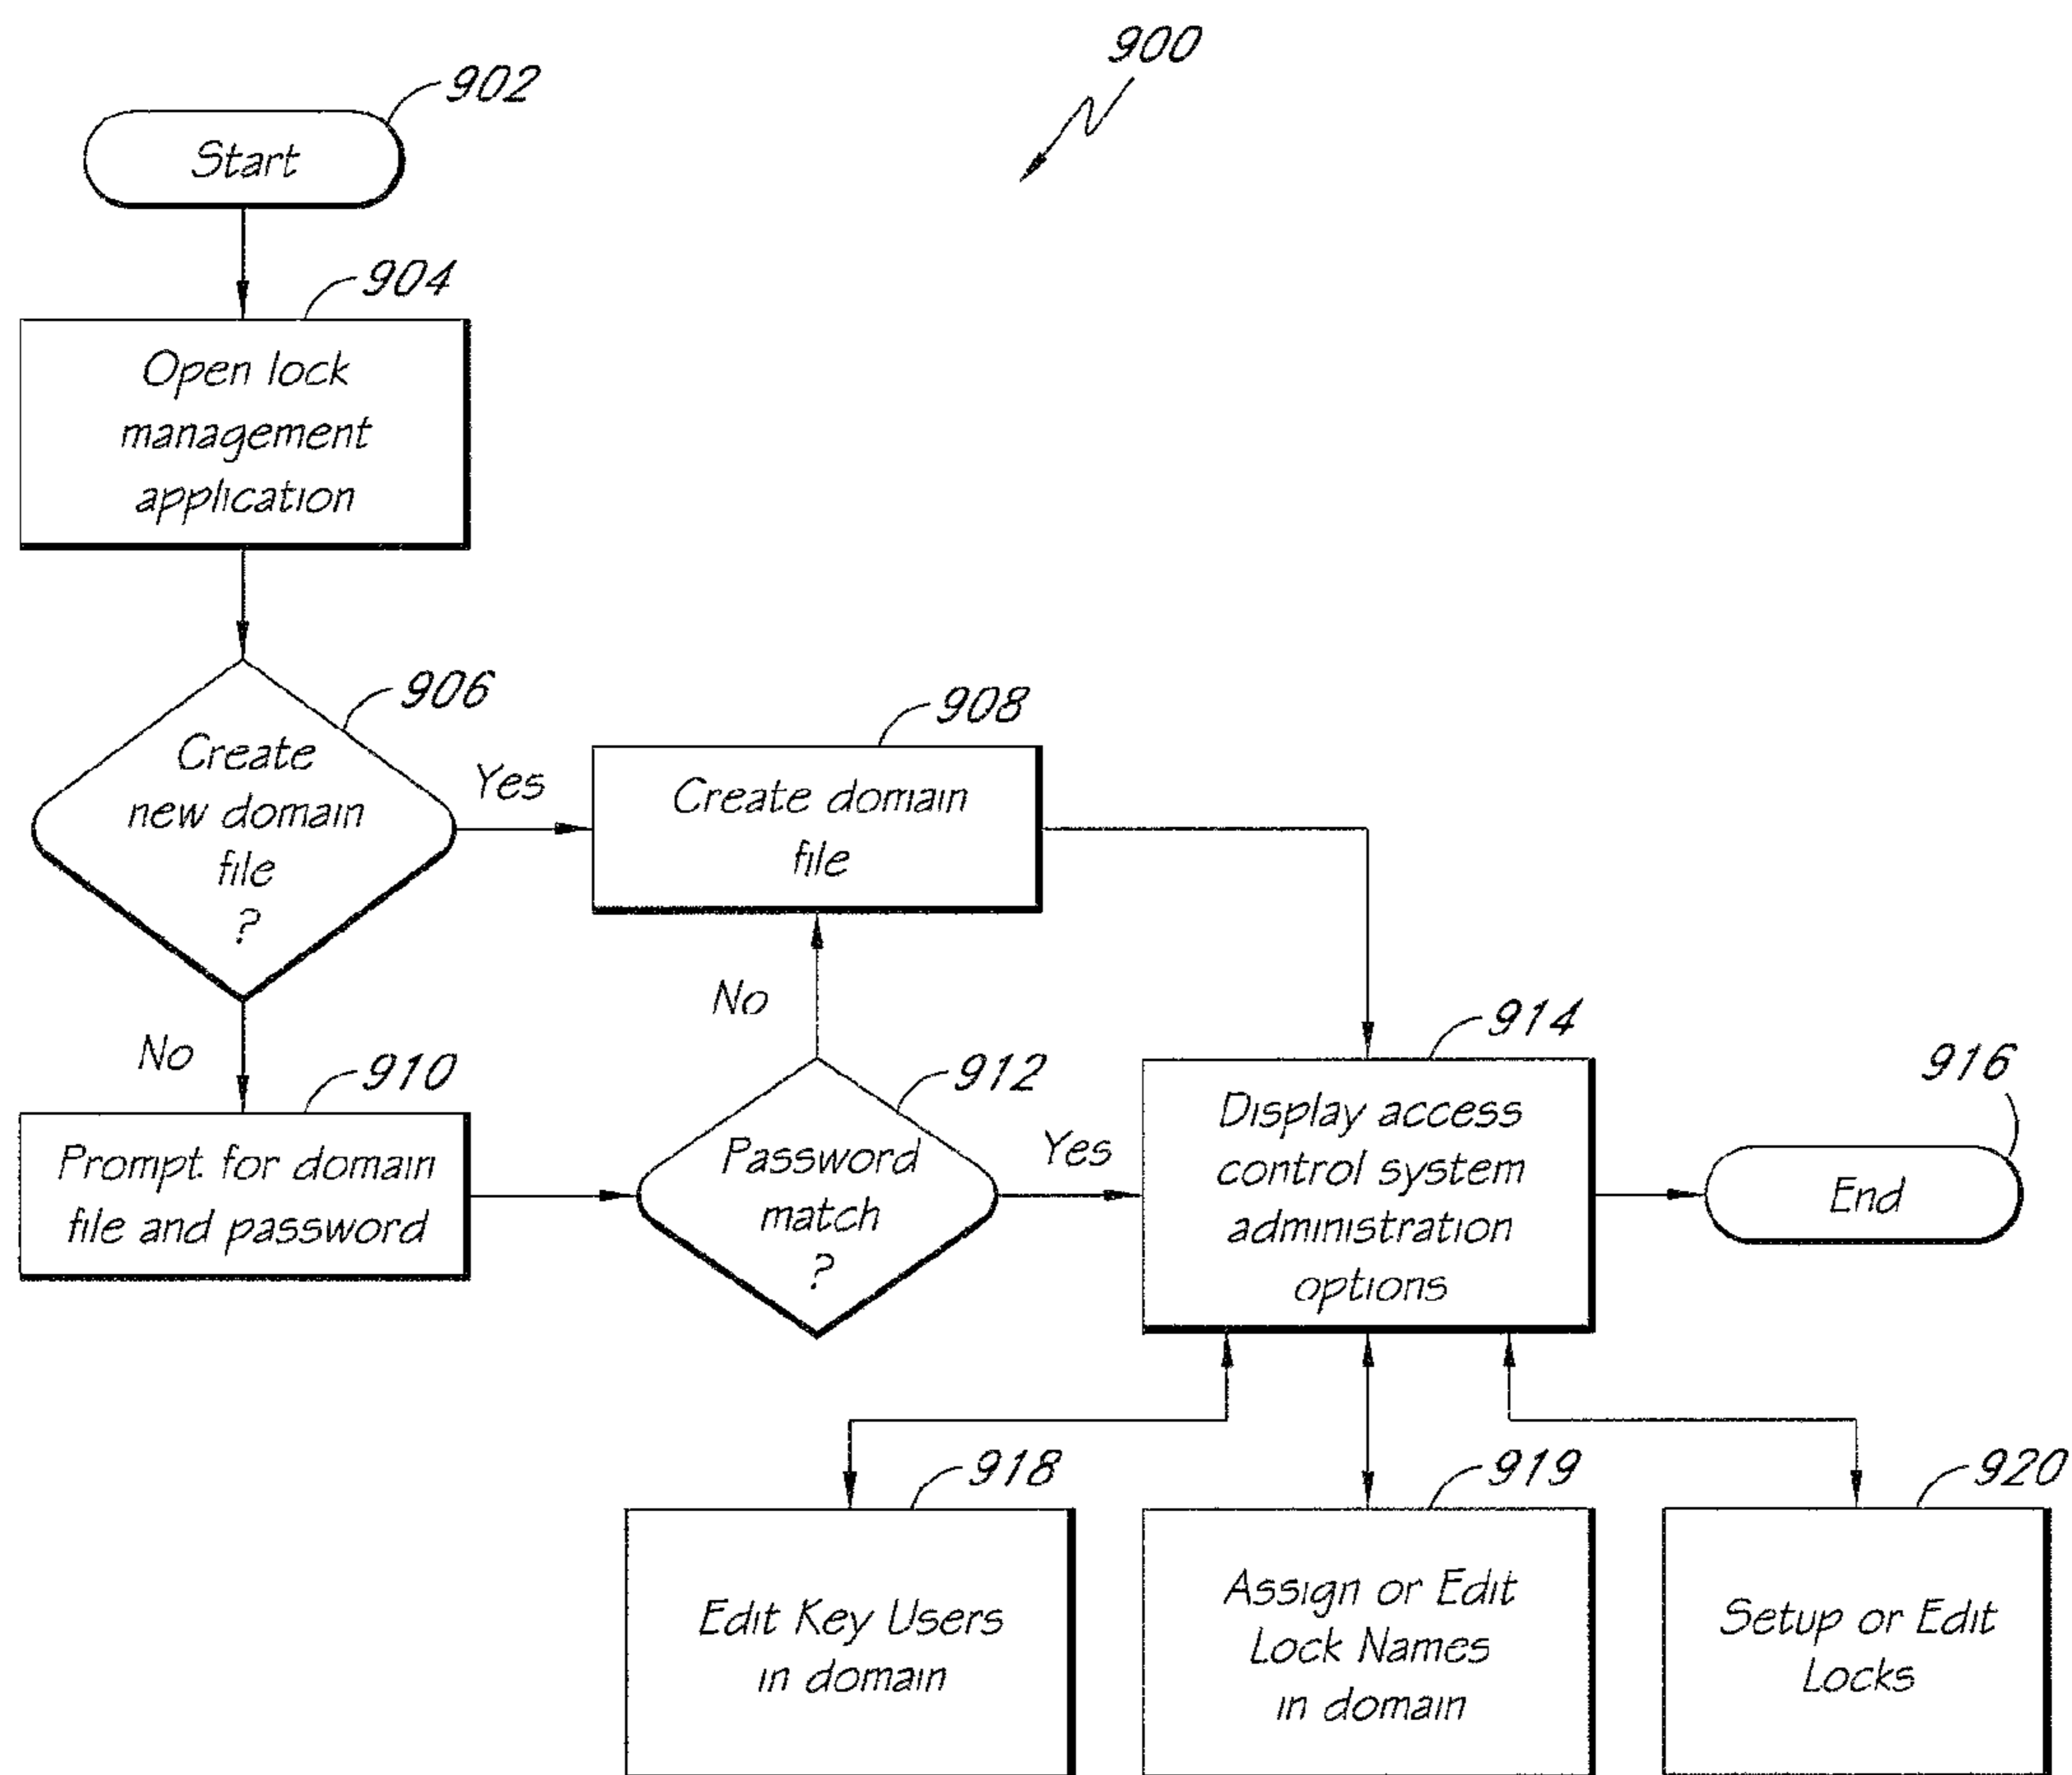 900
902
Start
904
Open lock
management
application
906
Create
new domain
file
?
Yes
908
Create domain
file
No
No
910
Prompt for domain
file and password
912
Password
match
?
Yes
914
Display access
control system
administration
options
916
End
918
Edit Key Users
in domain
919
Assign or Edit
Lock Names
in domain
920
Setup or Edit
Locks